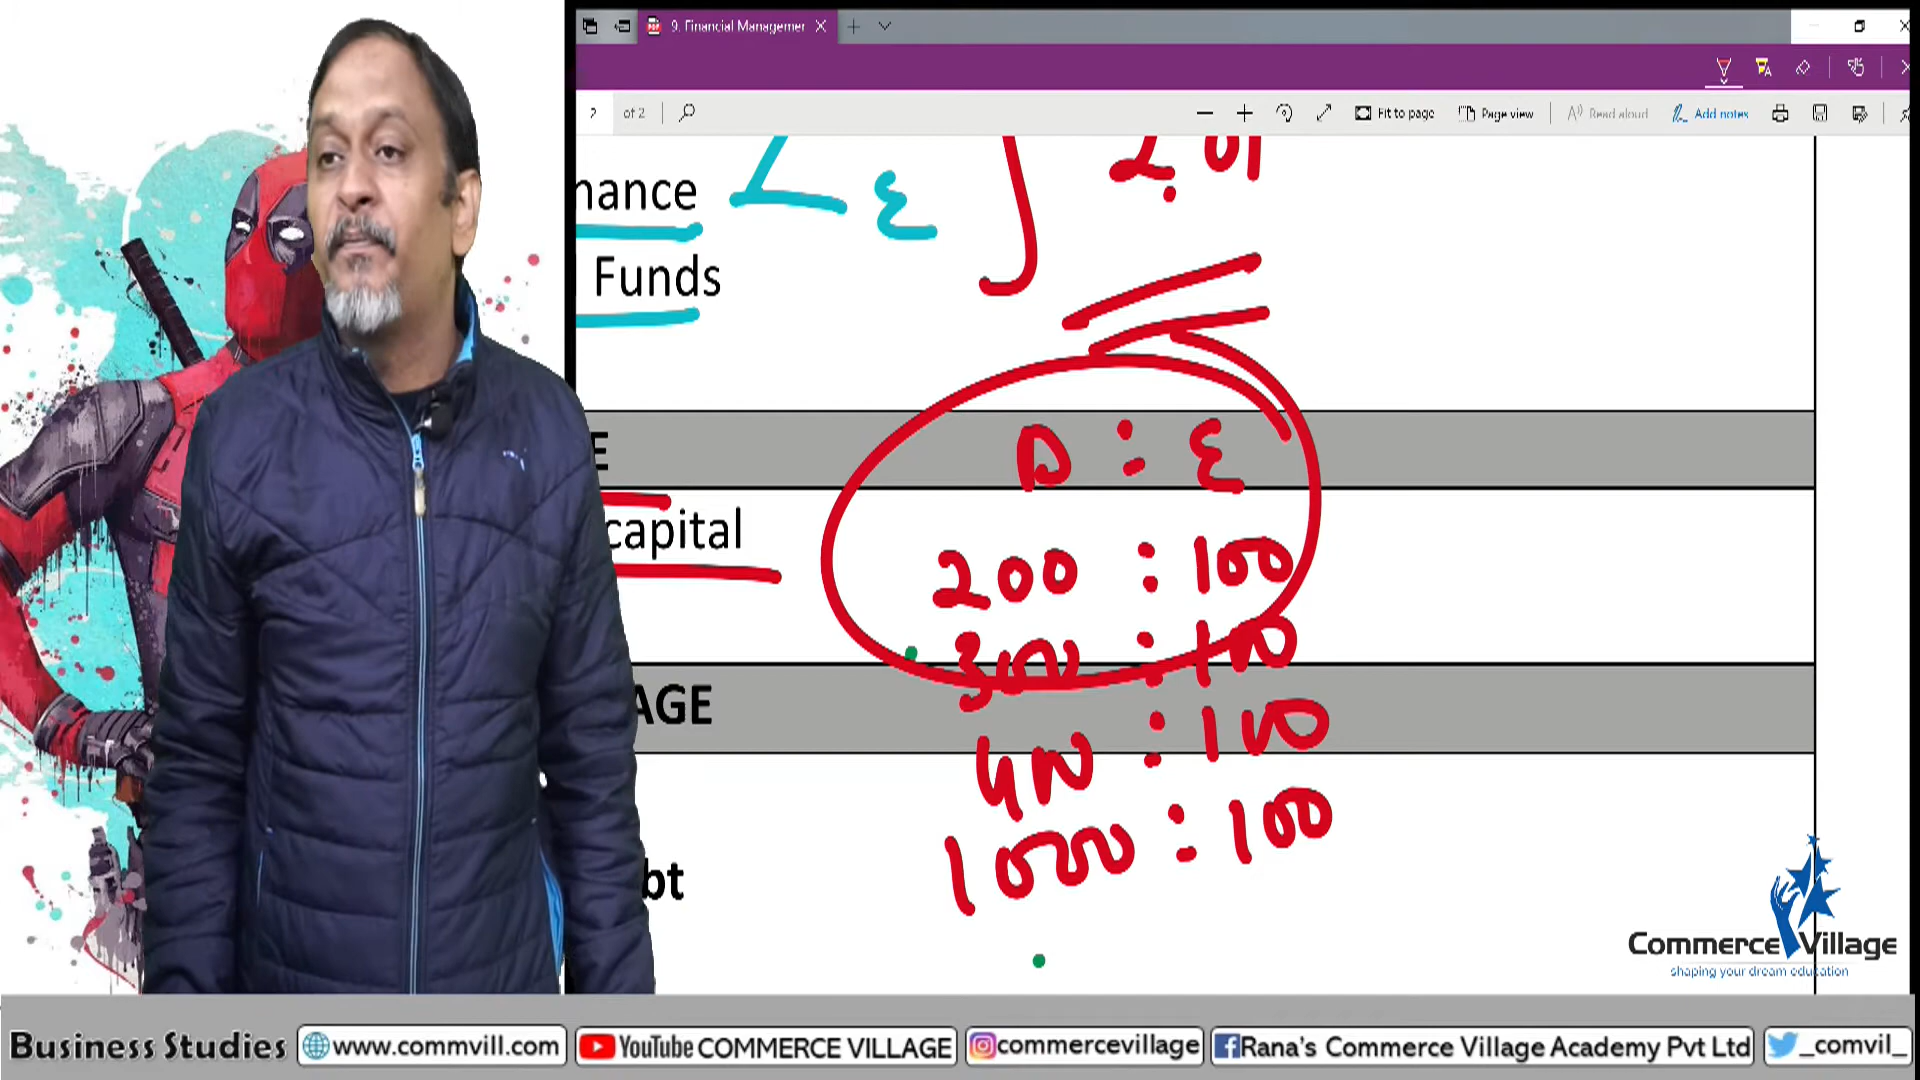 9. Financial Managemer
2 of 2
Fit to page
Page view
Read aloud
Add notes
nance
Σ
Funds
E
D : E
capital
200 : 100
300 : 100
AGE
400 : 100
1000 : 100
bt
Commerce Village
shaping your dream education
Business Studies
www.commvill.com
YouTube COMMERCE VILLAGE
commercevillage
Rana's Commerce Village Academy Pvt Ltd
_comvil_